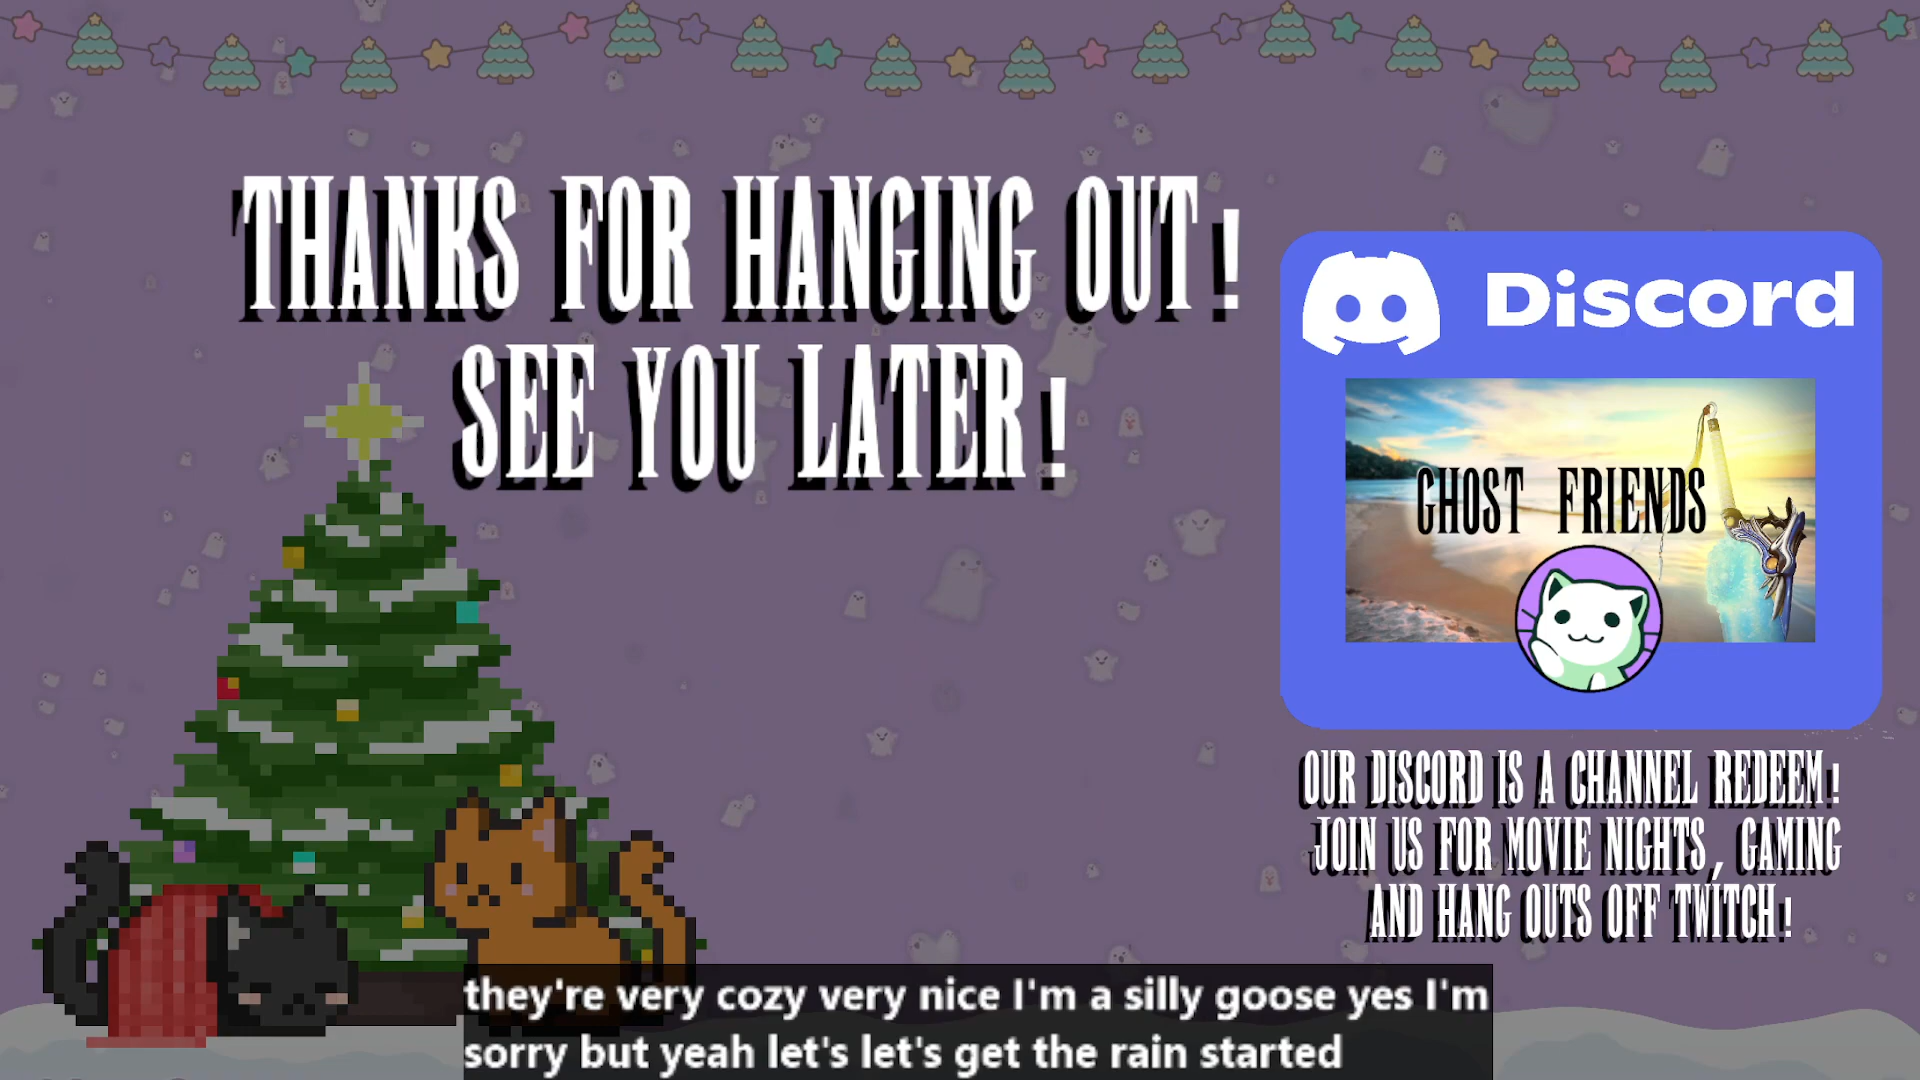 THANKS FOR HANGING OUT!
SEE YOU LATER!
Discord
GHOST FRIENDS
OUR DISCORD IS A CHANNEL REDEEM!
JOIN US FOR MOVIE NIGHTS, GAMING
AND HANG OUTS OFF TWITCH!
they're very cozy very nice I'm a silly goose yes I'm
sorry but yeah let's let's get the rain started